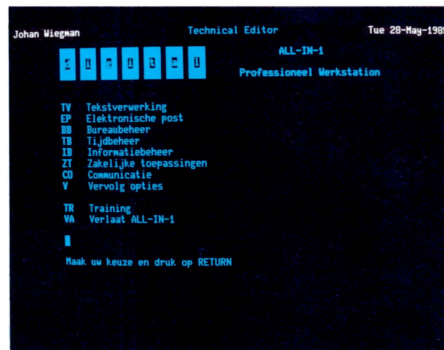 Johan Wiegman Technical Editor Tue 28-May-198
digital ALL-IN-1
Professioneel Werkstation
TV Tekstverwerking
EP Elektronische post
BB Bureaubeheer
TB Tijdbeheer
IB Informatiebeheer
ZT Zakelijke toepassingen
CO Communicatie
V Vervolg opties
TR Training
VA Verlaat ALL-IN-1
Maak uw keuze en druk op RETURN